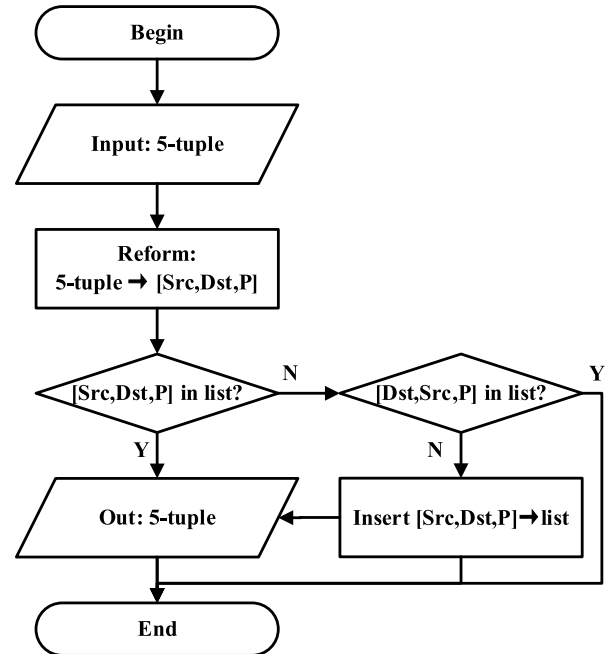 Begin
Input: 5-tuple
Reform:
5-tuple → [Src,Dst,P]
[Src,Dst,P] in list?
N
[Dst,Src,P] in list?
Y
Y
N
Out: 5-tuple
Insert [Src,Dst,P]→list
End